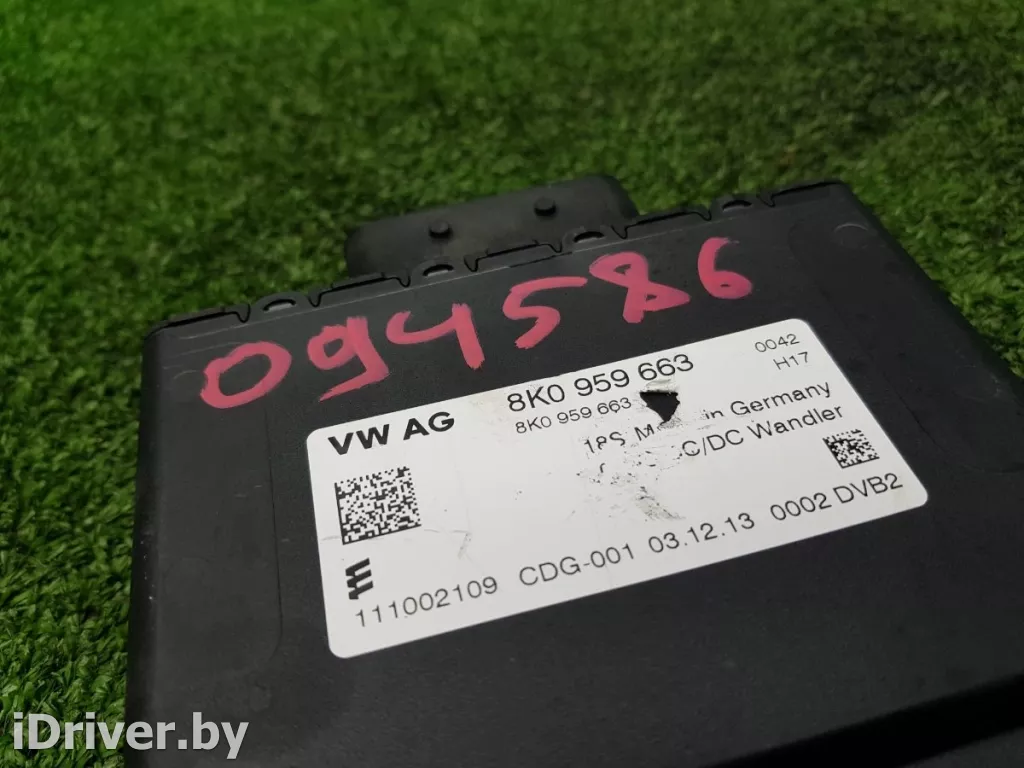 094586
VW AG
8K0 959 663
0042
8K0 959 663
H17
in Germany
DC Wandler
111002109 CDG-001 03.12.13 0002 DVB2
iDriver.by